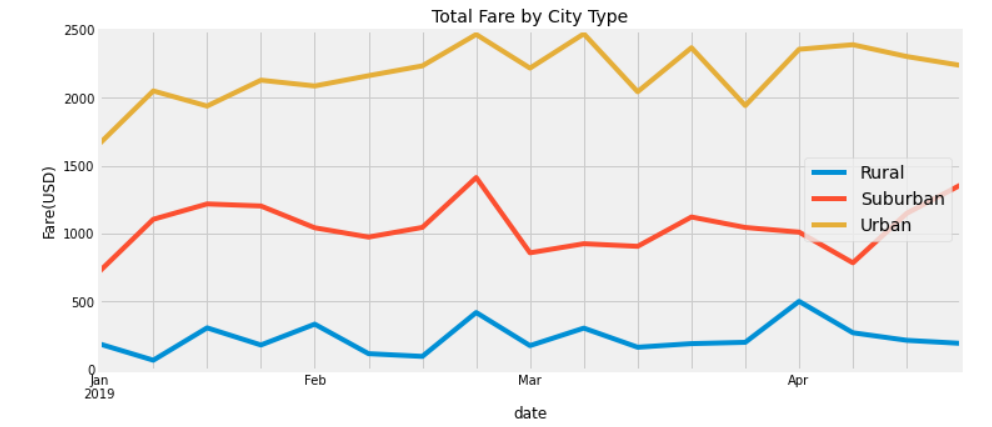 Total Fare by City Type
2500
2000
1500
1000
500
0
Fare(USD)
Rural
Suburban
Urban
Jan
2019
Feb
Mar
Apr
date